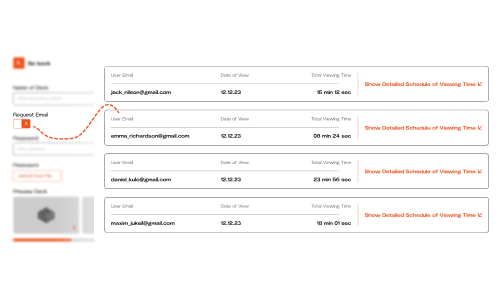 Go back
Name of Deck
Request Email
Password
Password
Preview Deck
User Email Date of View Total Viewing Time
jack_nilson@gmail.com 12.12.23 15 min 12 sec
Show Detailed Schedule of Viewing Time
User Email Date of View Total Viewing Time
emma_richardson@gmail.com 12.12.23 08 min 24 sec
Show Detailed Schedule of Viewing Time
User Email Date of View Total Viewing Time
daniel_kulo@gmail.com 12.12.23 23 min 56 sec
Show Detailed Schedule of Viewing Time
User Email Date of View Total Viewing Time
maxim_juksil@gmail.com 12.12.23 18 min 01 sec
Show Detailed Schedule of Viewing Time